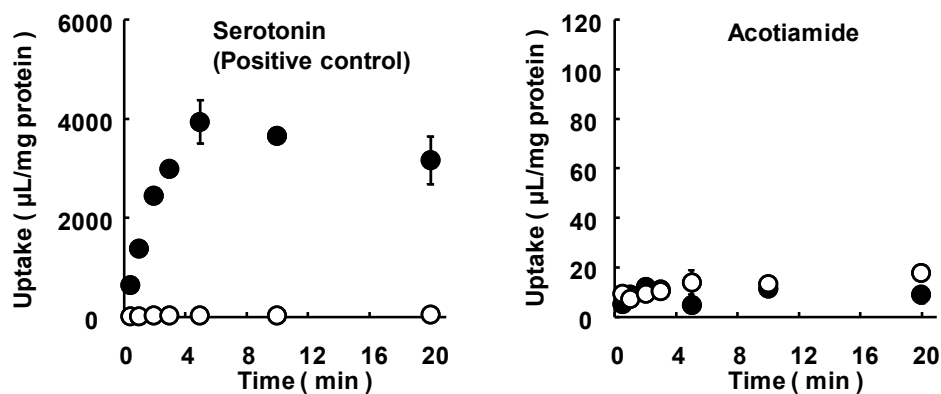 Serotonin
(Positive control)
Uptake ( µL/mg protein )
6000
4000
2000
0
0 4 8 12 16 20
Time ( min )
Acotiamide
Uptake ( µL/mg protein )
120
100
80
60
40
20
0
0 4 8 12 16 20
Time ( min )